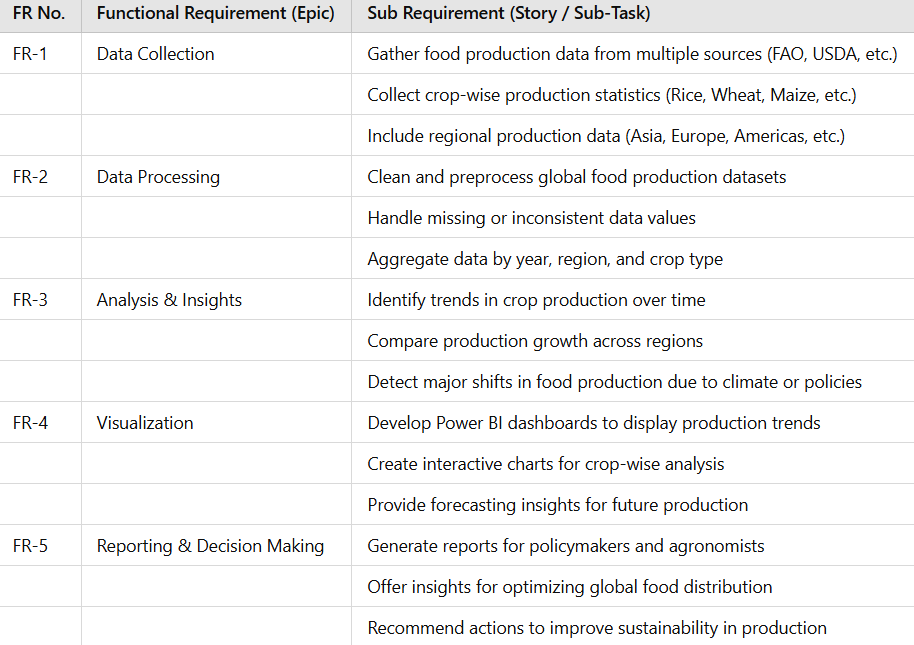 FR No. Functional Requirement (Epic) Sub Requirement (Story / Sub-Task)
FR-1 Data Collection Gather food production data from multiple sources (FAO, USDA, etc.)
Collect crop-wise production statistics (Rice, Wheat, Maize, etc.)
Include regional production data (Asia, Europe, Americas, etc.)
FR-2 Data Processing Clean and preprocess global food production datasets
Handle missing or inconsistent data values
Aggregate data by year, region, and crop type
FR-3 Analysis & Insights Identify trends in crop production over time
Compare production growth across regions
Detect major shifts in food production due to climate or policies
FR-4 Visualization Develop Power BI dashboards to display production trends
Create interactive charts for crop-wise analysis
Provide forecasting insights for future production
FR-5 Reporting & Decision Making Generate reports for policymakers and agronomists
Offer insights for optimizing global food distribution
Recommend actions to improve sustainability in production